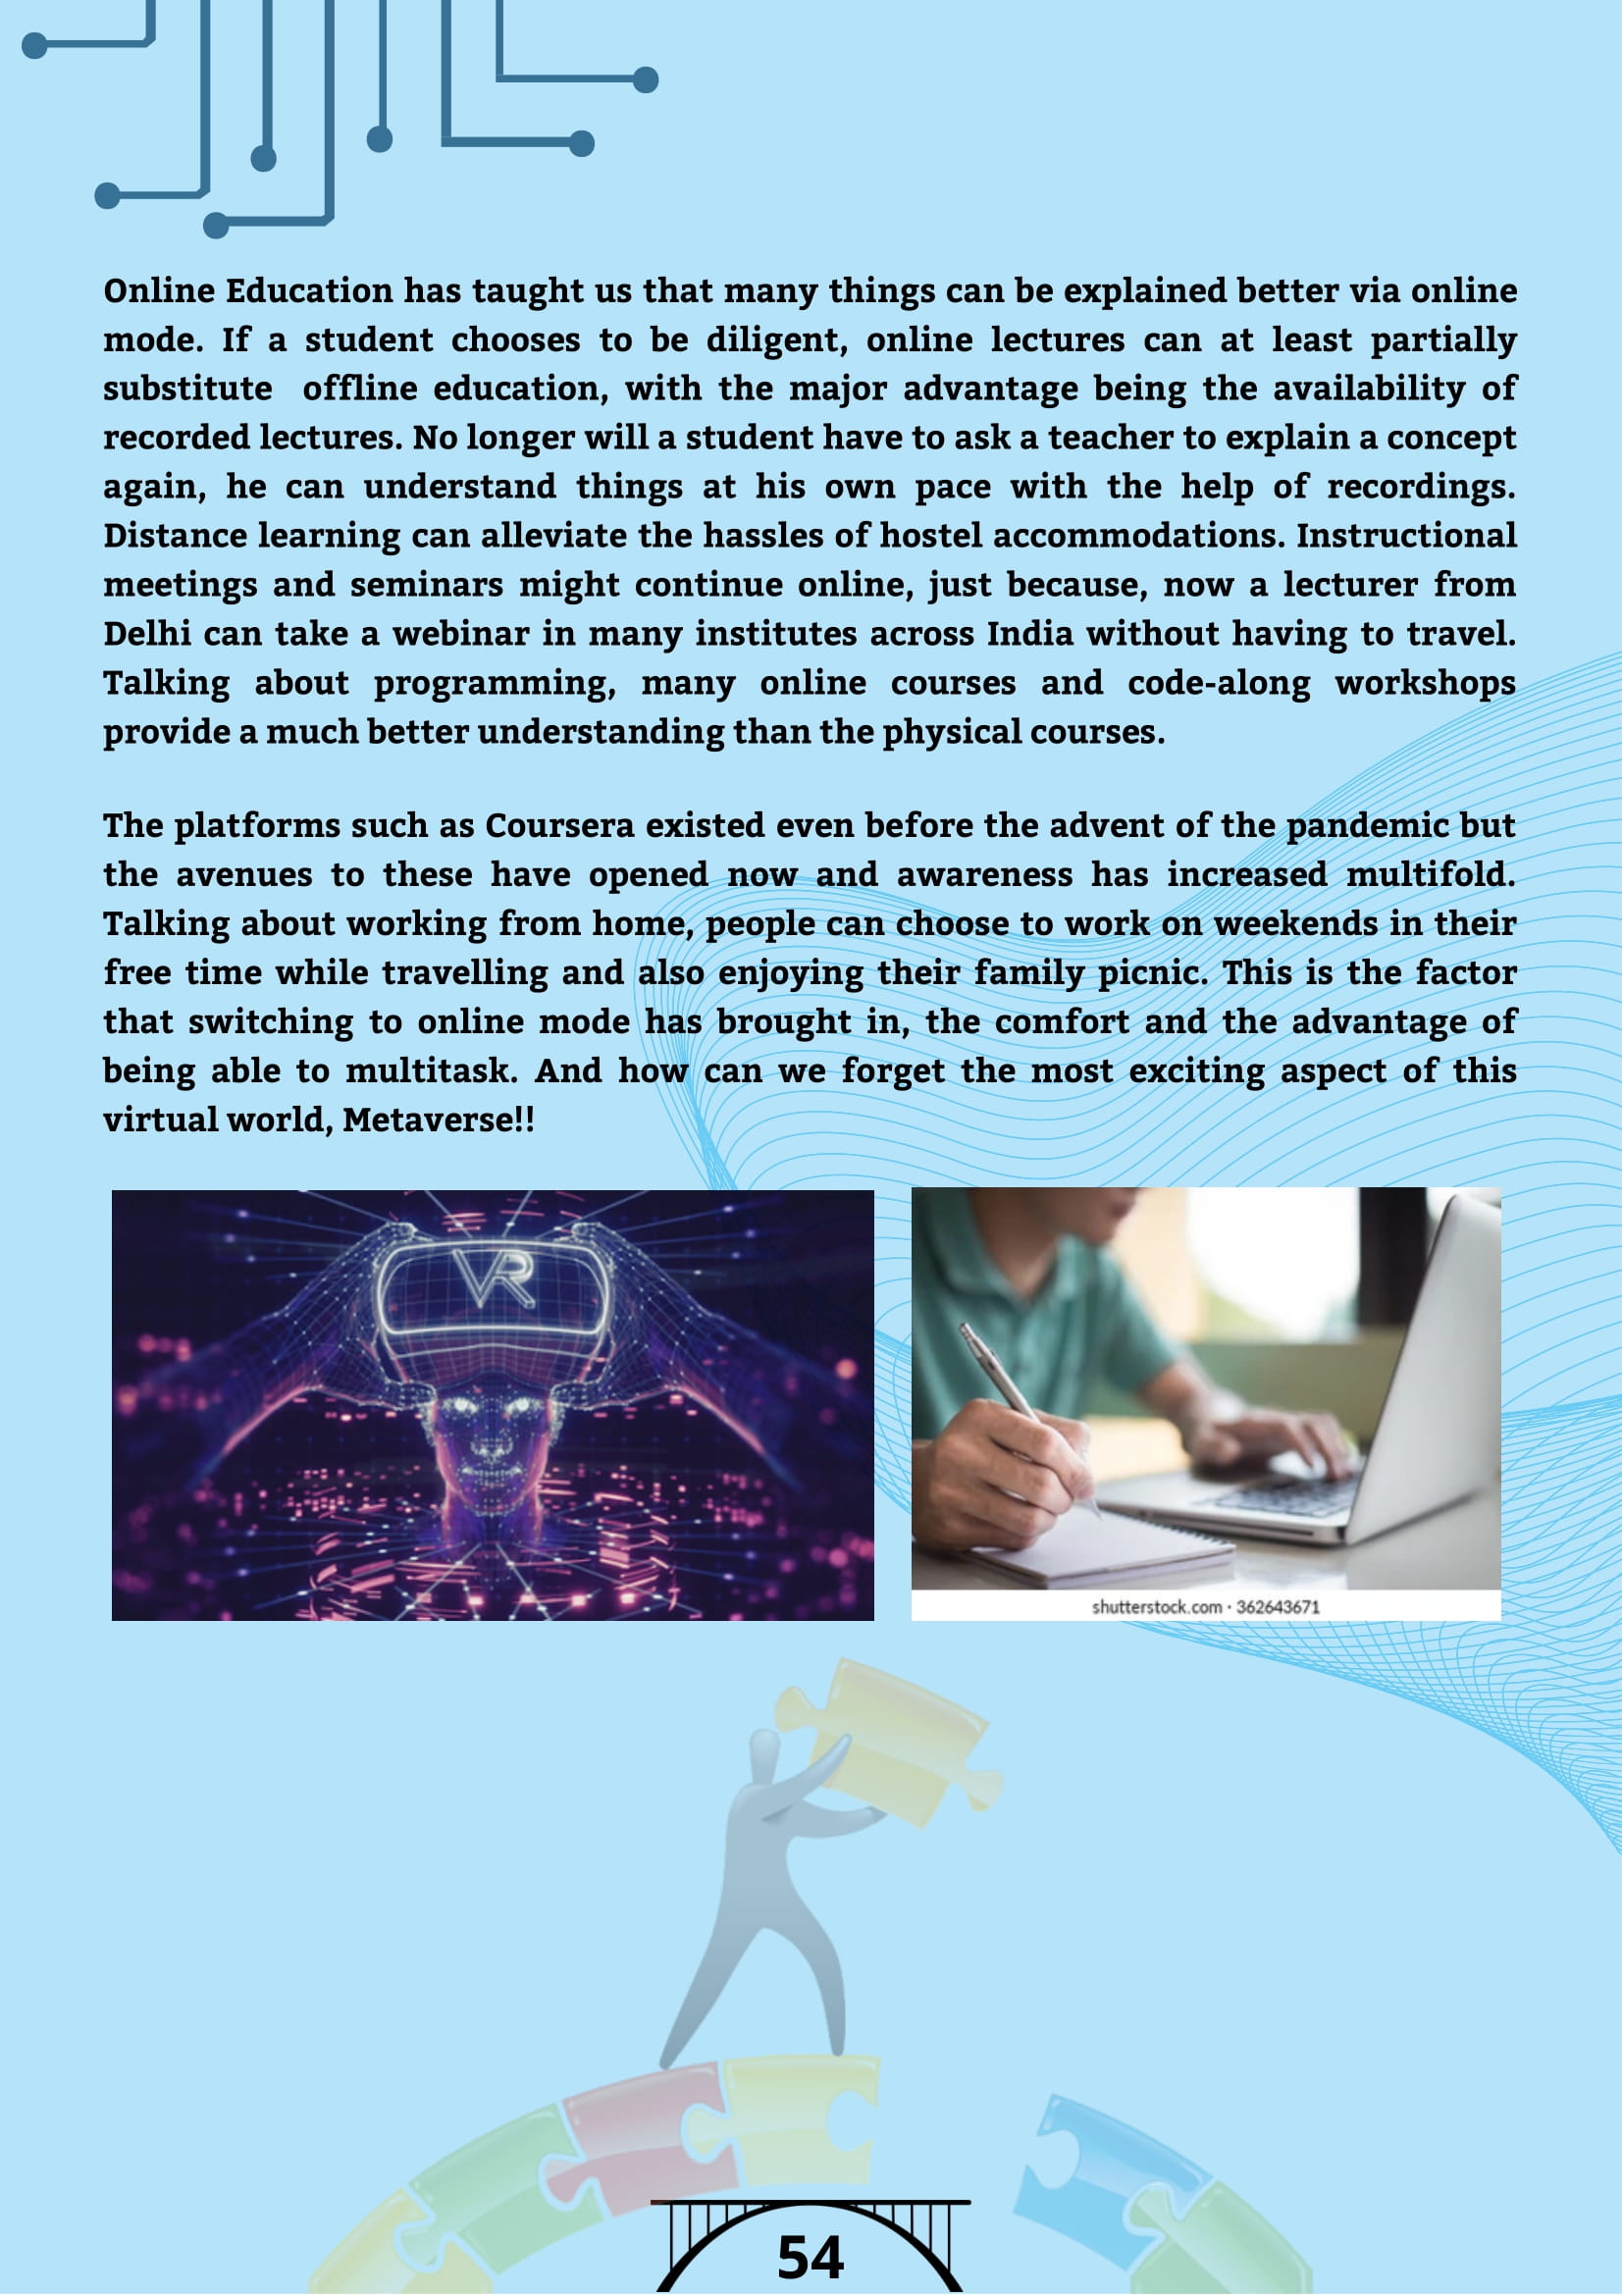 Online Education has taught us that many things can be explained better via online
mode. If a student chooses to be diligent, online lectures can at least partially
substitute offline education, with the major advantage being the availability of
recorded lectures. No longer will a student have to ask a teacher to explain a concept
again, he can understand things at his own pace with the help of recordings.
Distance learning can alleviate the hassles of hostel accommodations. Instructional
meetings and seminars might continue online, just because, now a lecturer from
Delhi can take a webinar in many institutes across India without having to travel.
Talking about programming, many online courses and code-along workshops
provide a much better understanding than the physical courses.
The platforms such as Coursera existed even before the advent of the pandemic but
the avenues to these have opened now and awareness has increased multifold.
Talking about working from home, people can choose to work on weekends in their
free time while travelling and also enjoying their family picnic. This is the factor
that switching to online mode has brought in, the comfort and the advantage of
being able to multitask. And how can we forget the most exciting aspect of this
virtual world, Metaverse!!
VR
shutterstock.com · 362643671
54